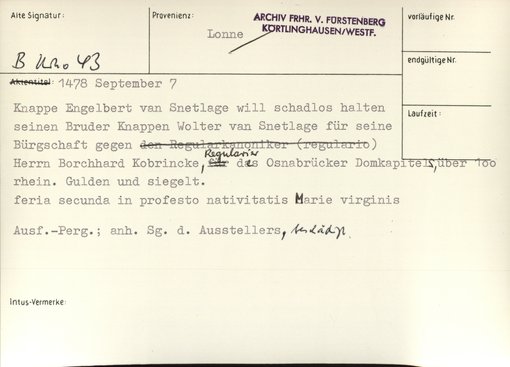 Alte Signatur:
Provenienz:
Lonne
ARCHIV FRHR. V. FÜRSTENBERG
KÖRTLINGHAUSEN/WESTF.
vorläufige Nr.
B Urk. 43
endgültige Nr.
Aktentitel: 1478 September 7
Laufzeit:
Knappe Engelbert van Snetlage will schadlos halten
seinen Bruder Knappen Wolter van Snetlage für seine
Bürgschaft gegen den Regularkanoniker (regulario)
Regularier
Herrn Borchhard Kobrincke, des Osnabrücker Domkapitels, über 100
rhein. Gulden und siegelt.
feria secunda in profesto nativitatis Marie virginis
Ausf.-Perg.; anh. Sg. d. Ausstellers, beschädigt
Intus-Vermerke: